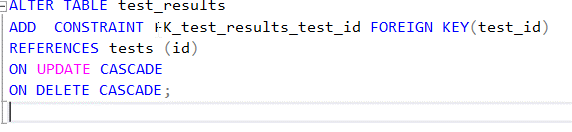 ALTER TABLE test_results
ADD  CONSTRAINT FK_test_results_test_id FOREIGN KEY(test_id)
REFERENCES tests (id)
ON UPDATE CASCADE
ON DELETE CASCADE;